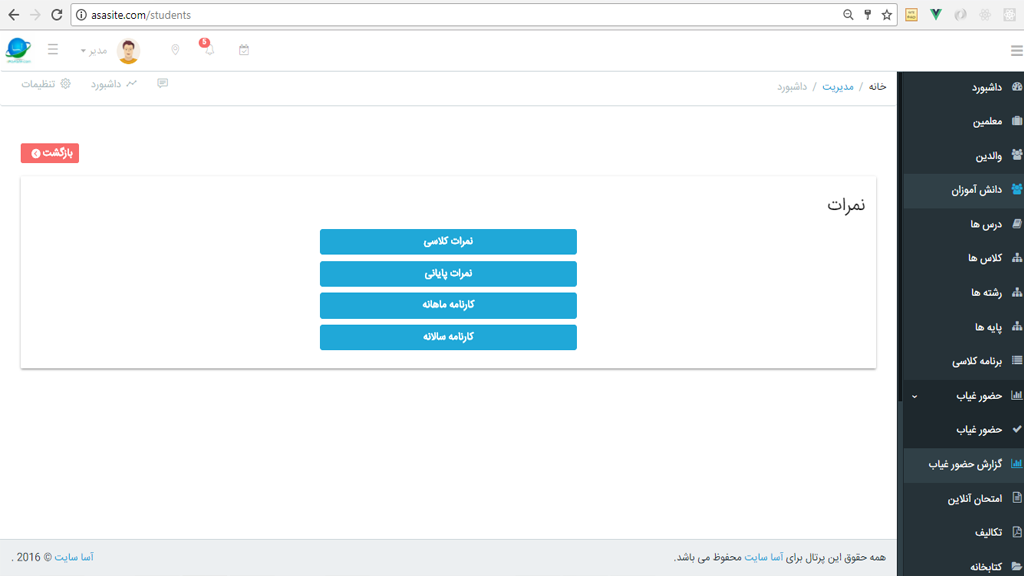 asasite.com/students
مدیر
5
خانه / مدیریت / داشبورد
داشبورد
تنظیمات
بازگشت
نمرات
نمرات کلاسی
نمرات پایانی
کارنامه ماهانه
کارنامه سالانه
داشبورد
معلمین
والدین
دانش آموزان
درس ها
کلاس ها
رشته ها
پایه ها
برنامه کلاسی
حضور غیاب
حضور غیاب
گزارش حضور غیاب
امتحان آنلاین
تکالیف
کتابخانه
همه حقوق این پرتال برای آسا سایت محفوظ می باشد.
آسا سایت © 2016 .